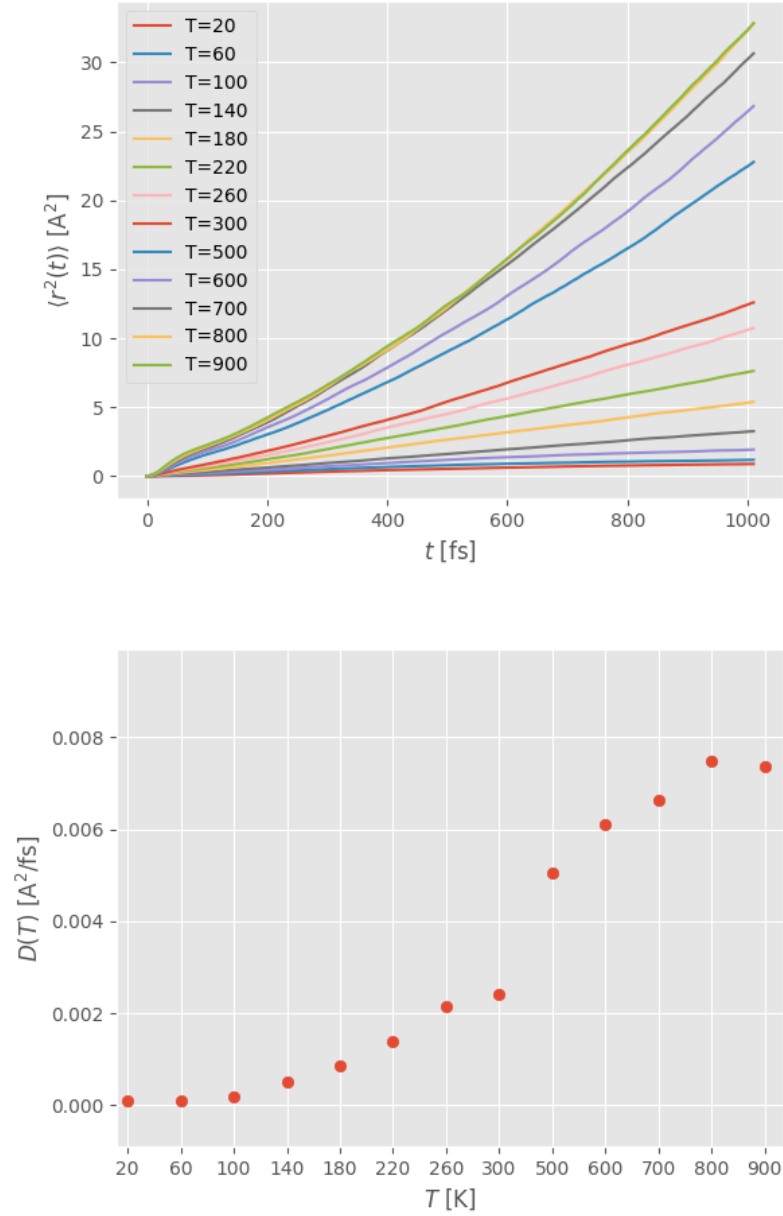 T=20
T=60
T=100
T=140
T=180
T=220
T=260
T=300
T=500
T=600
T=700
T=800
T=900
30
25
20
15
10
5
0
⟨r²(t)⟩ [A²]
0 200 400 600 800 1000
t [fs]
0.008
0.006
0.004
0.002
0.000
D(T) [A²/fs]
20 60 100 140 180 220 260 300 500 600 700 800 900
T [K]